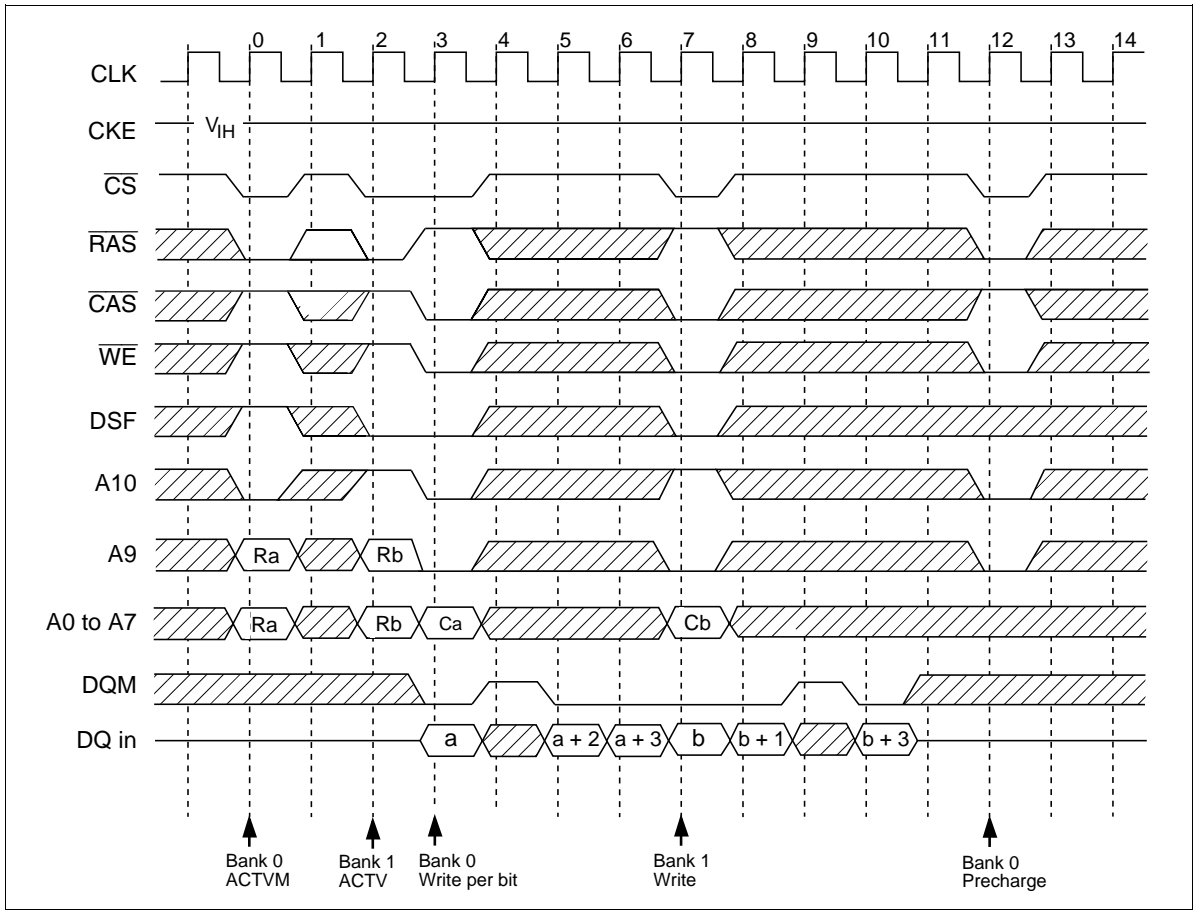 0 1 2 3 4 5 6 7 8 9 10 11 12 13 14
CLK
CKE VIH
CS
RAS
CAS
WE
DSF
A10
A9 Ra Rb
A0 to A7 Ra Rb Ca Cb
DQM
DQ in a a + 2 a + 3 b b + 1 b + 3
Bank 0 Bank 1 Bank 0 Bank 1 Bank 0
ACTVM ACTV Write per bit Write Precharge